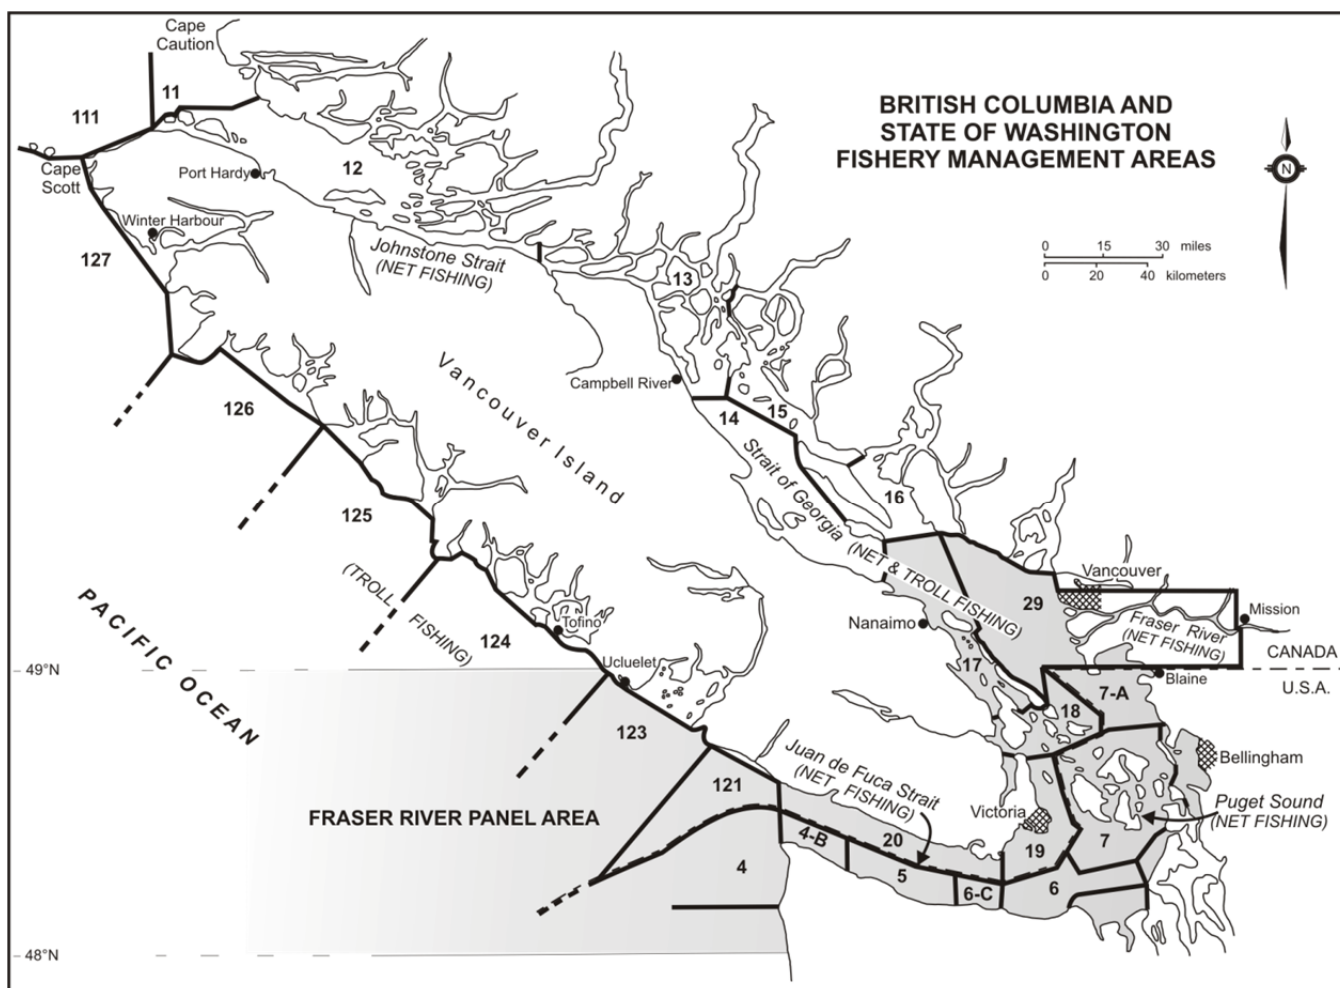 Cape
Caution
BRITISH COLUMBIA AND
STATE OF WASHINGTON
FISHERY MANAGEMENT AREAS
N
0 15 30 miles
0 20 40 kilometers
11
111
Cape
Scott
Port Hardy
12
Winter Harbour
127
Johnstone Strait
(NET FISHING)
13
Vancouver Island
Campbell River
126
14
15
Strait of Georgia
(NET & TROLL FISHING)
16
125
(TROLL FISHING)
124
Tofino
Ucluelet
PACIFIC OCEAN
Nanaimo
17
29
Vancouver
Mission
Fraser River
(NET FISHING)
CANADA
U.S.A.
49°N
Blaine
7-A
18
123
121
Juan de Fuca Strait
(NET FISHING)
Bellingham
Puget Sound
(NET FISHING)
FRASER RIVER PANEL AREA
Victoria
4-B
20
19
7
4
5
6-C
6
48°N